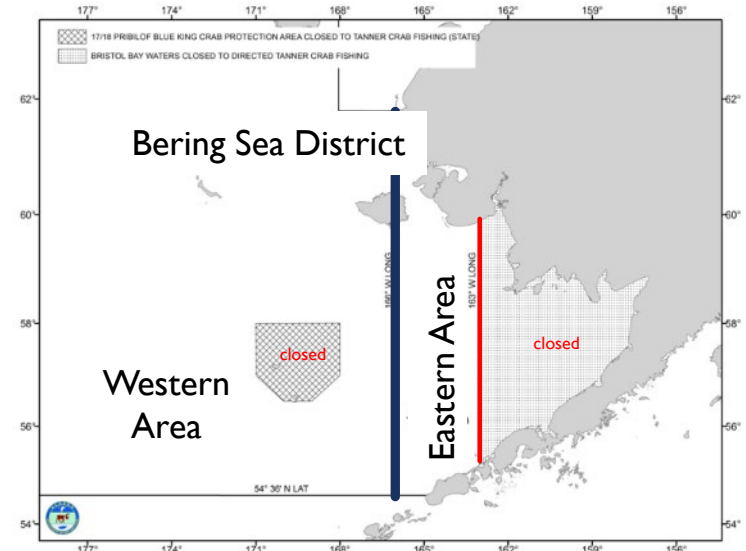 177° 174° 171° 168° 165° 162° 159° 156°
17/18 PRIBILOF BLUE KING CRAB PROTECTION AREA CLOSED TO TANNER CRAB FISHING (STATE)
BRISTOL BAY WATERS CLOSED TO DIRECTED TANNER CRAB FISHING
62° 62°
Bering Sea District
60° 60°
166° W LONG
163° W LONG
Eastern Area
58° 58°
closed
closed
Western
Area
56° 56°
54° 36' N LAT
54° 54°
177° 174° 171° 168° 165° 162° 159° 156°